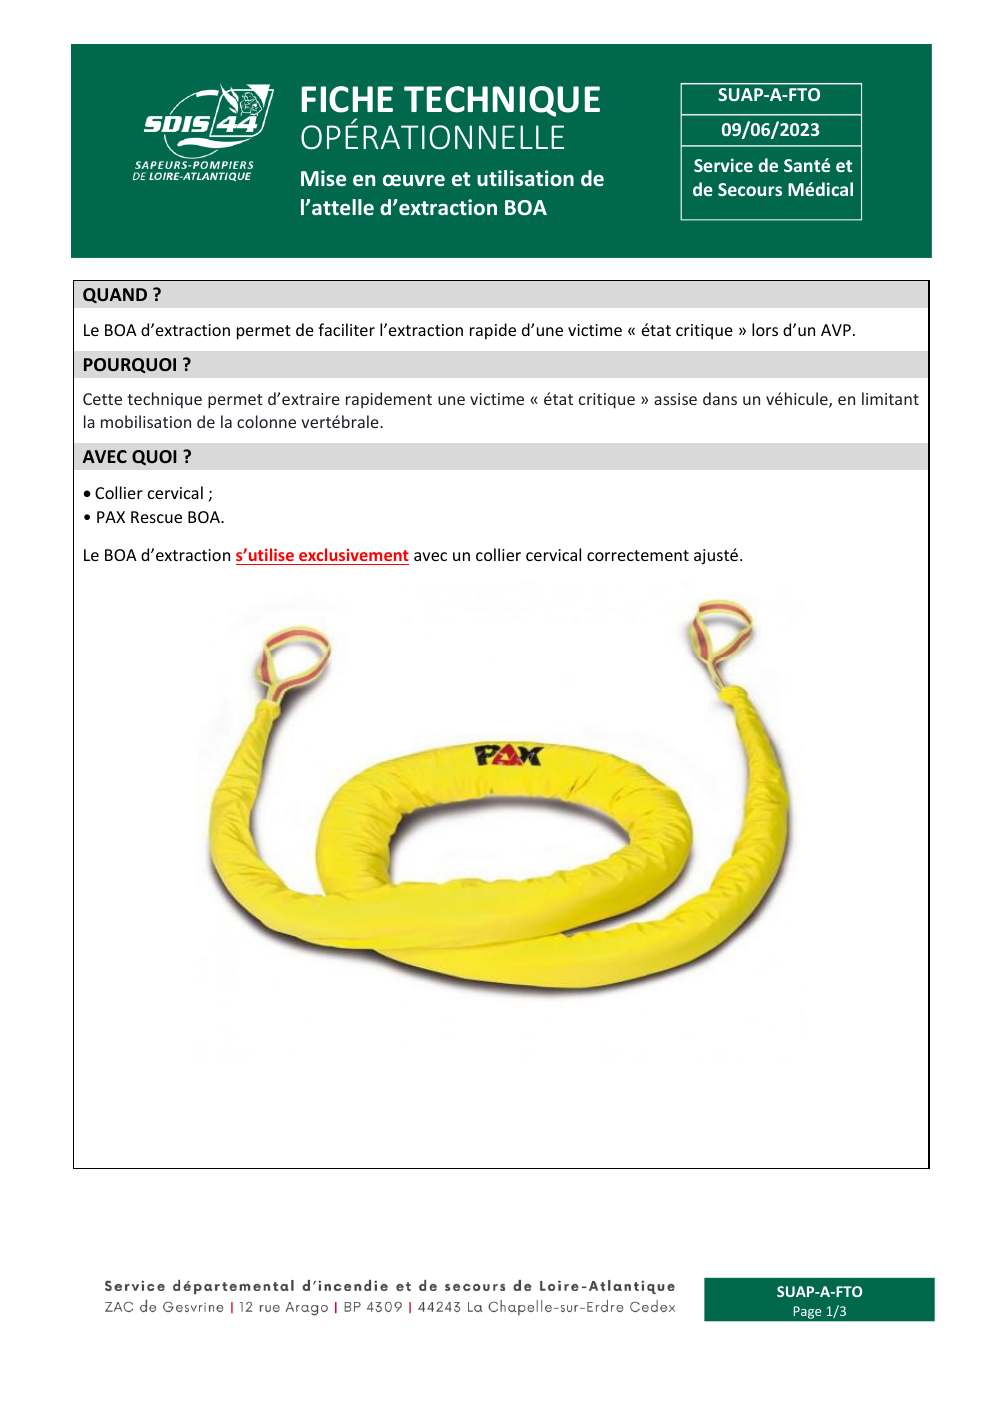 SDIS 44
SAPEURS-POMPIERS
DE LOIRE-ATLANTIQUE
FICHE TECHNIQUE
OPÉRATIONNELLE
Mise en œuvre et utilisation de
l’attelle d’extraction BOA
SUAP-A-FTO
09/06/2023
Service de Santé et
de Secours Médical
QUAND ?
Le BOA d’extraction permet de faciliter l’extraction rapide d’une victime « état critique » lors d’un AVP.
POURQUOI ?
Cette technique permet d’extraire rapidement une victime « état critique » assise dans un véhicule, en limitant
la mobilisation de la colonne vertébrale.
AVEC QUOI ?
• Collier cervical ;
• PAX Rescue BOA.
Le BOA d’extraction s’utilise exclusivement avec un collier cervical correctement ajusté.
PAX
Service départemental d’incendie et de secours de Loire-Atlantique
ZAC de Gesvrine | 12 rue Arago | BP 4309 | 44243 La Chapelle-sur-Erdre Cedex
SUAP-A-FTO
Page 1/3